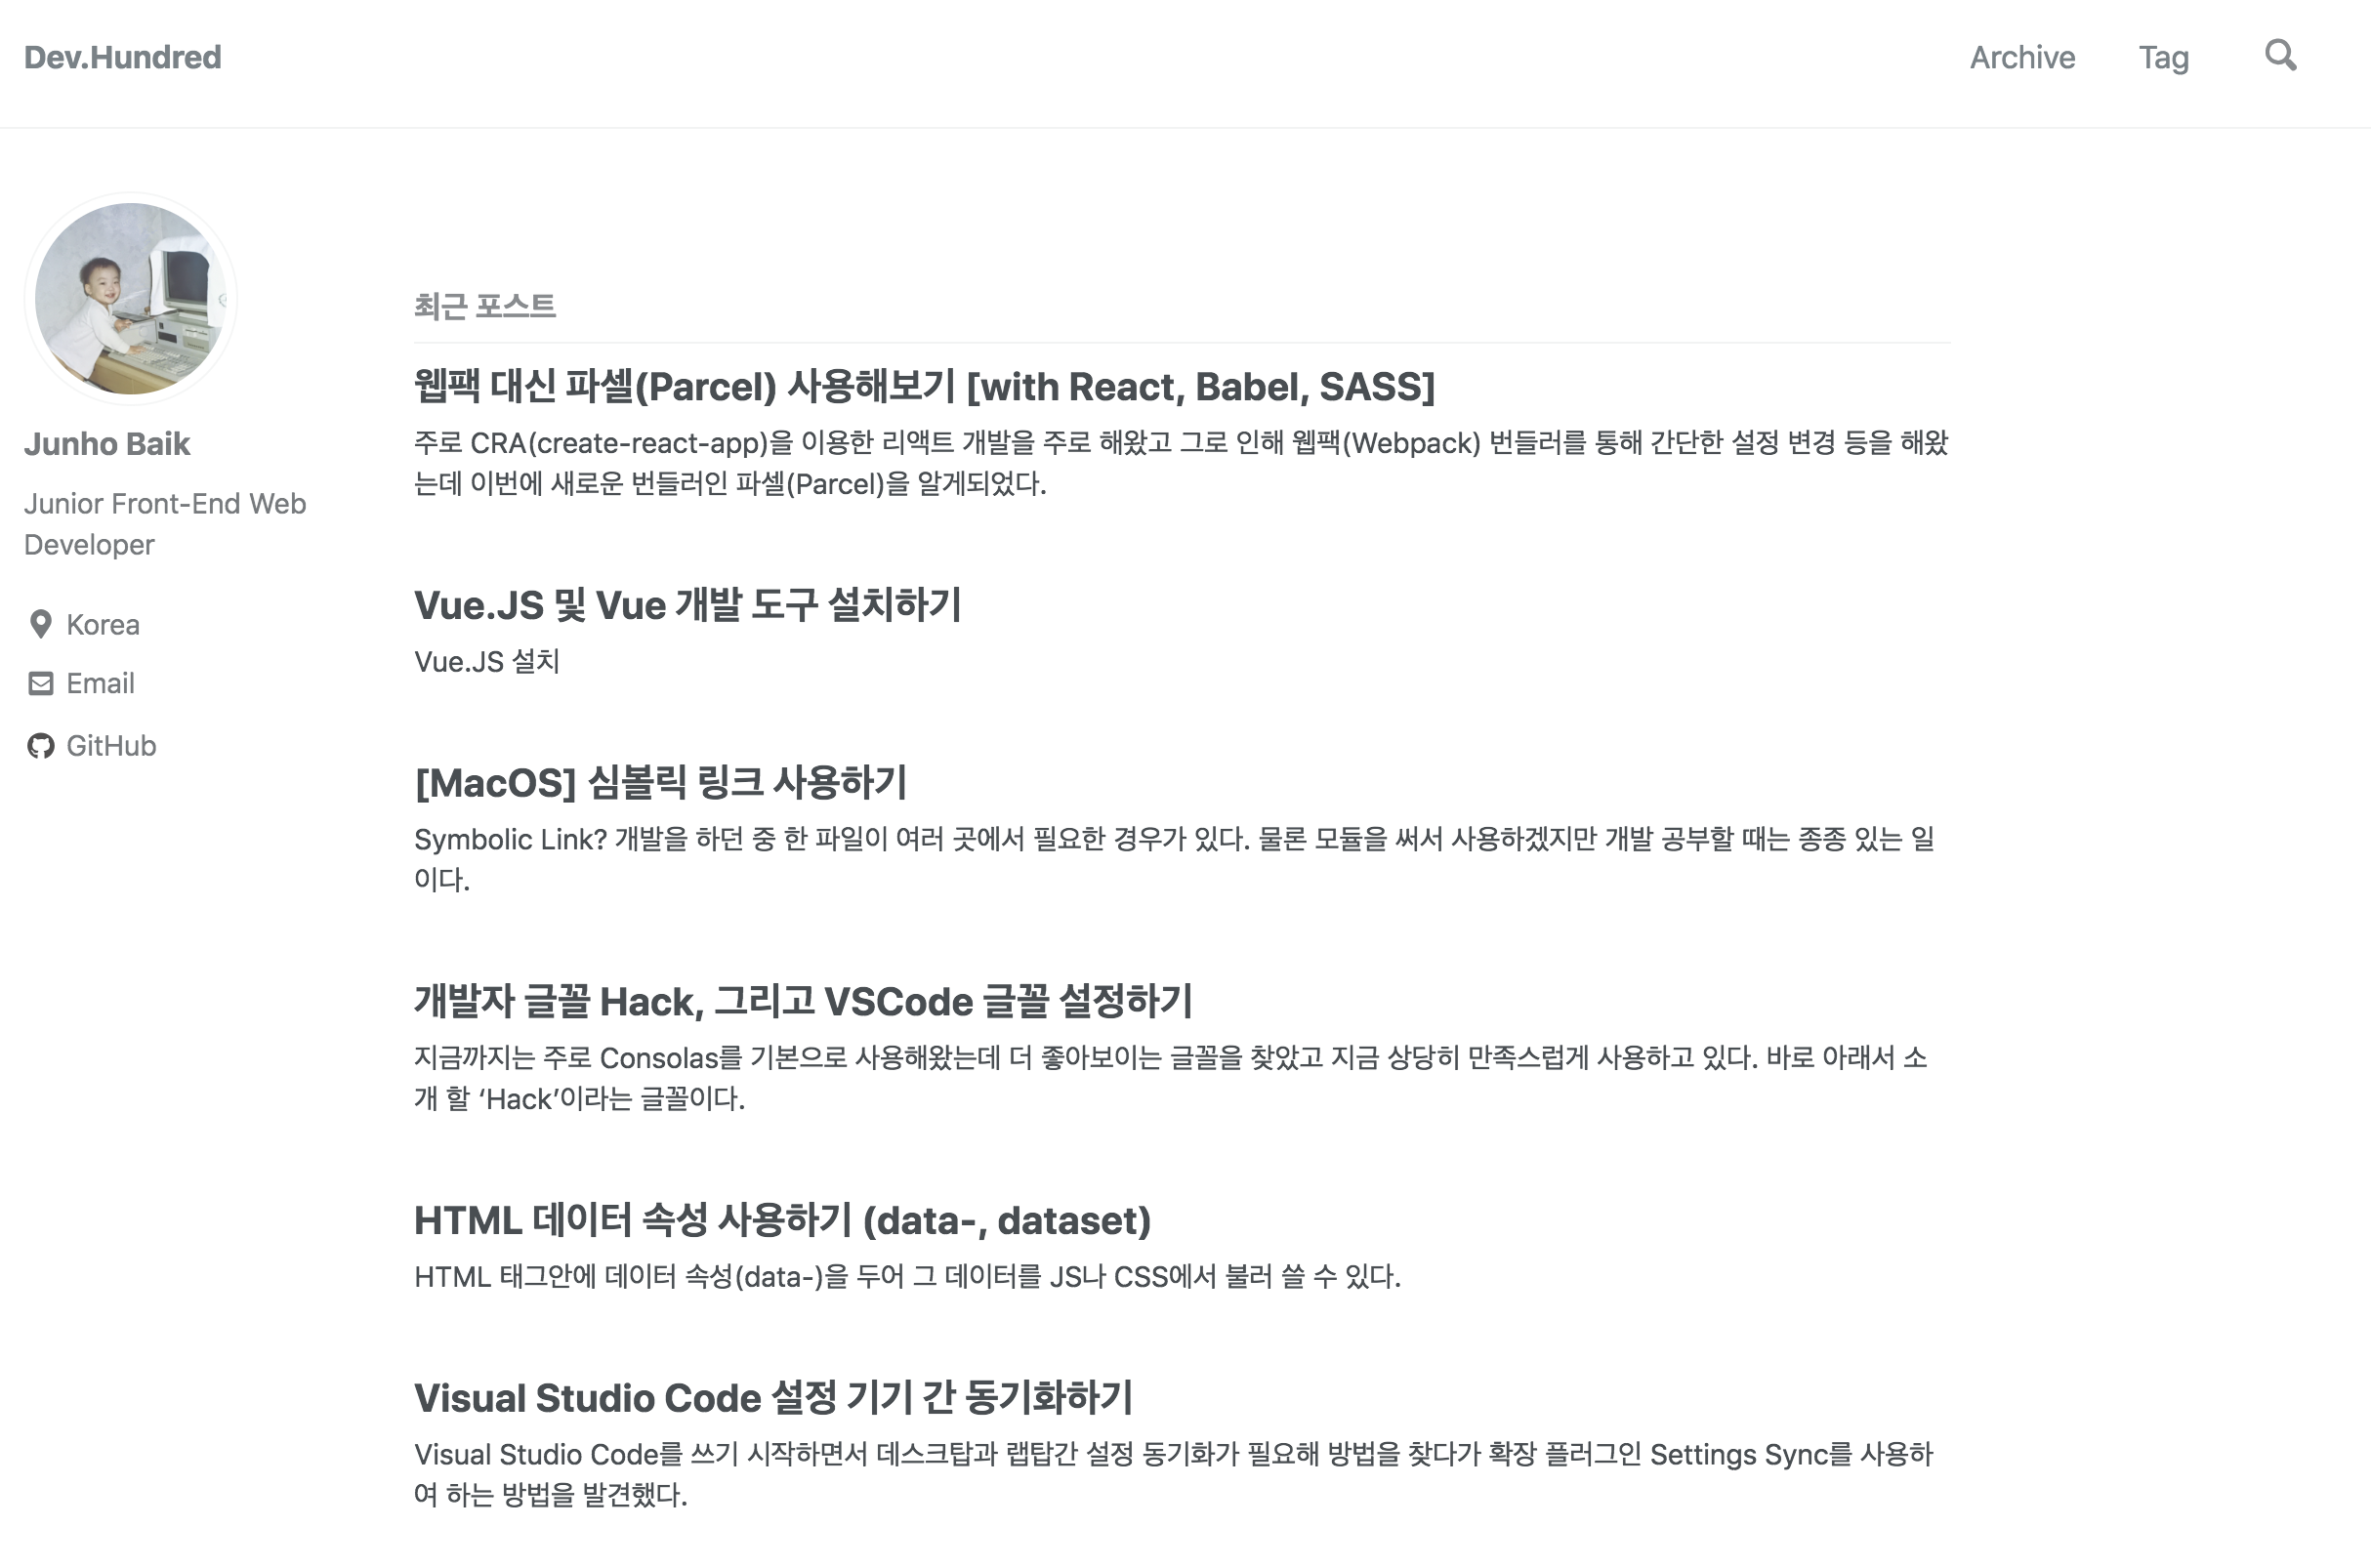 Dev.Hundred
Archive
Tag
Junho Baik
Junior Front-End Web
Developer
Korea
Email
GitHub
최근 포스트
웹팩 대신 파셀(Parcel) 사용해보기 [with React, Babel, SASS]
주로 CRA(create-react-app)을 이용한 리액트 개발을 주로 해왔고 그로 인해 웹팩(Webpack) 번들러를 통해 간단한 설정 변경 등을 해왔
는데 이번에 새로운 번들러인 파셀(Parcel)을 알게되었다.
Vue.JS 및 Vue 개발 도구 설치하기
Vue.JS 설치
[MacOS] 심볼릭 링크 사용하기
Symbolic Link? 개발을 하던 중 한 파일이 여러 곳에서 필요한 경우가 있다. 물론 모듈을 써서 사용하겠지만 개발 공부할 때는 종종 있는 일
이다.
개발자 글꼴 Hack, 그리고 VSCode 글꼴 설정하기
지금까지는 주로 Consolas를 기본으로 사용해왔는데 더 좋아보이는 글꼴을 찾았고 지금 상당히 만족스럽게 사용하고 있다. 바로 아래서 소
개 할 ‘Hack’이라는 글꼴이다.
HTML 데이터 속성 사용하기 (data-, dataset)
HTML 태그안에 데이터 속성(data-)을 두어 그 데이터를 JS나 CSS에서 불러 쓸 수 있다.
Visual Studio Code 설정 기기 간 동기화하기
Visual Studio Code를 쓰기 시작하면서 데스크탑과 랩탑간 설정 동기화가 필요해 방법을 찾다가 확장 플러그인 Settings Sync를 사용하
여 하는 방법을 발견했다.